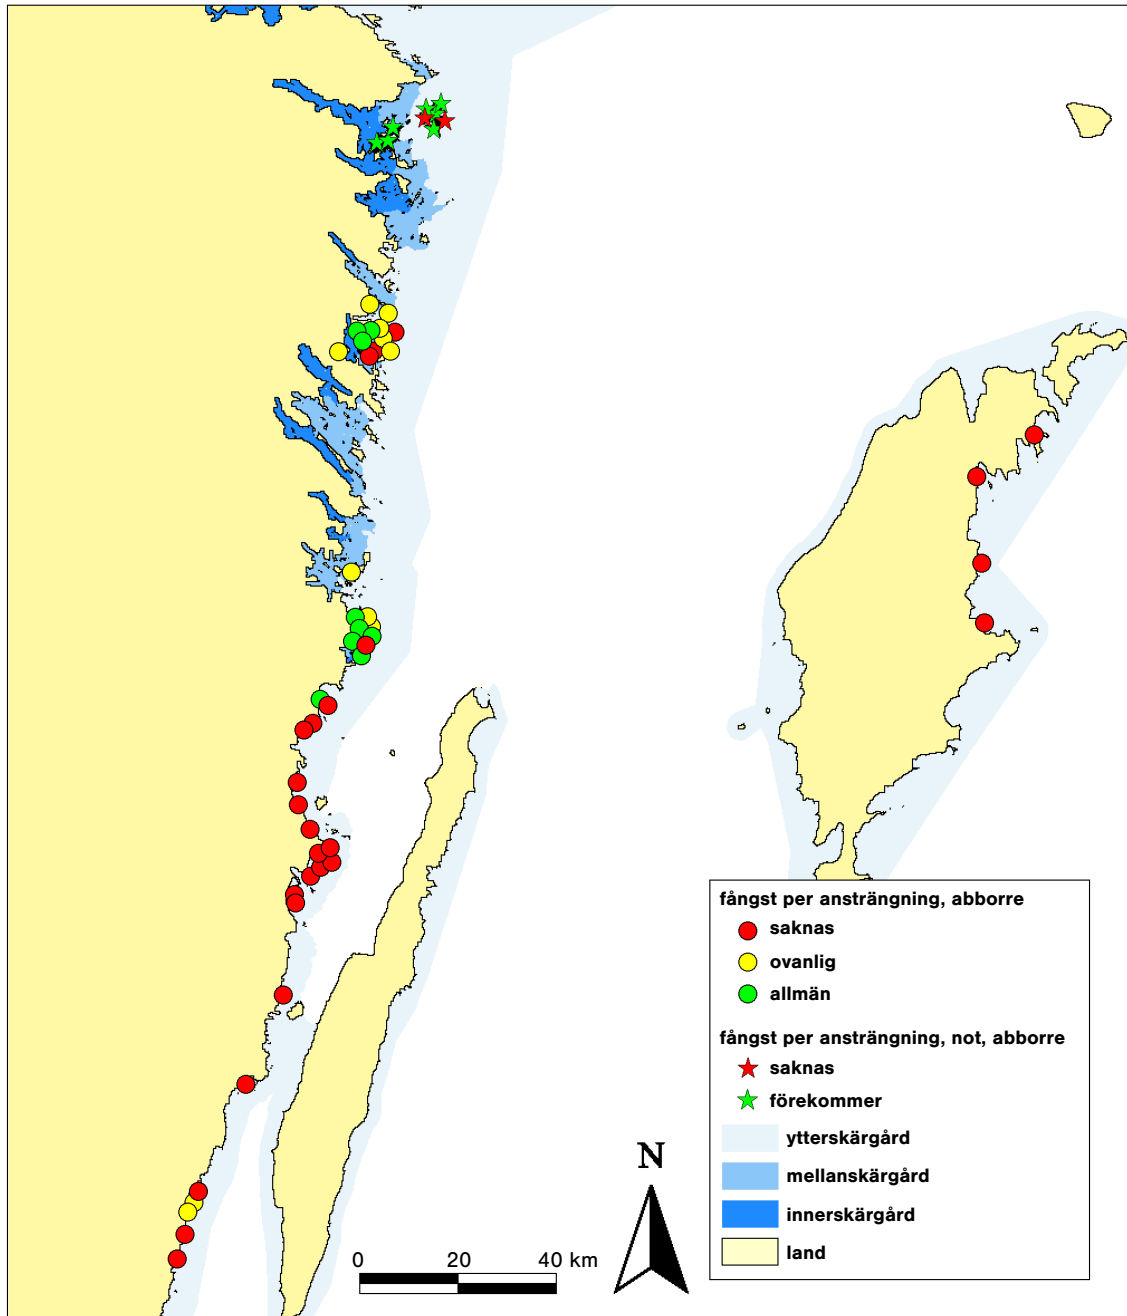 fångst per ansträngning, abborre
saknas
ovanlig
allmän
fångst per ansträngning, not, abborre
saknas
förekommer
ytterskärgård
mellanskärgård
innerskärgård
land
N
0 20 40 km